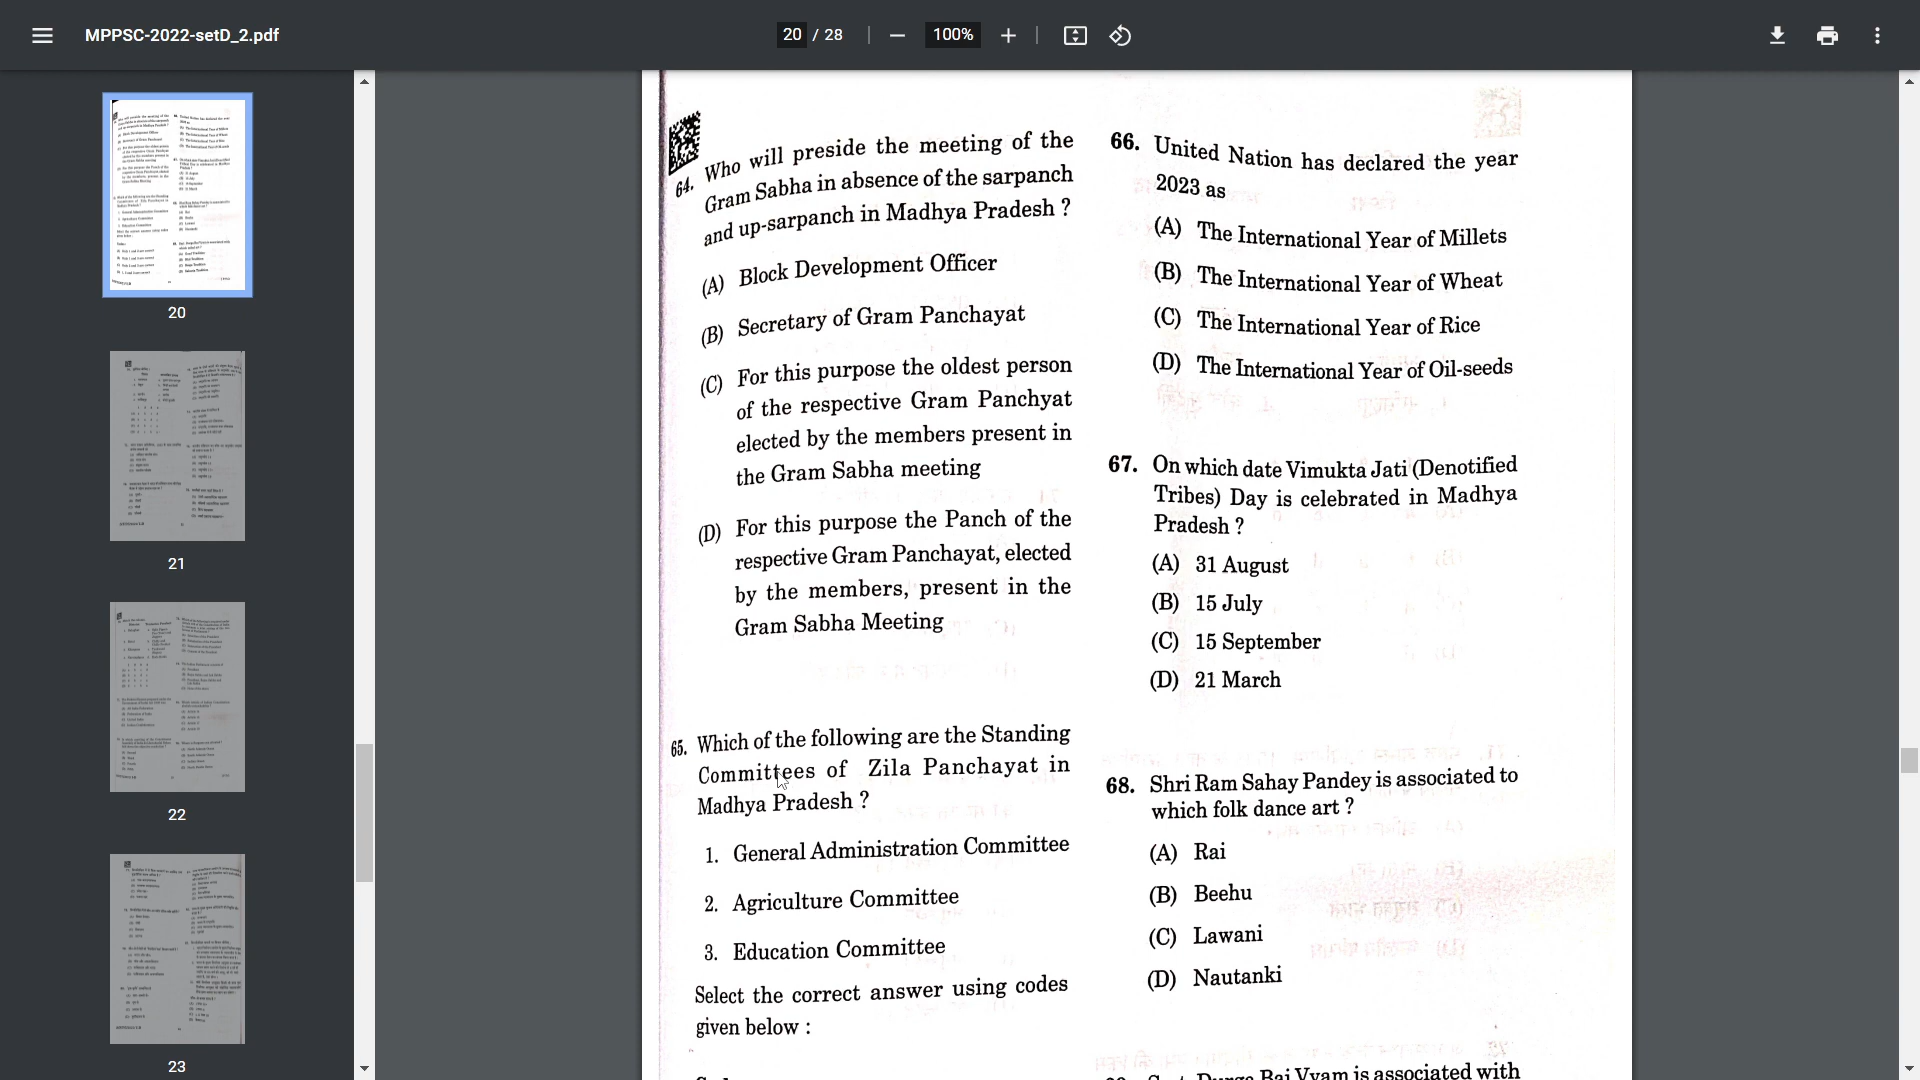 MPPSC-2022-setD_2.pdf
20 / 28
100%
20
21
22
23
64. Who will preside the meeting of the
Gram Sabha in absence of the sarpanch
and up-sarpanch in Madhya Pradesh ?
(A) Block Development Officer
(B) Secretary of Gram Panchayat
(C) For this purpose the oldest person
of the respective Gram Panchyat
elected by the members present in
the Gram Sabha meeting
(D) For this purpose the Panch of the
respective Gram Panchayat, elected
by the members, present in the
Gram Sabha Meeting
65. Which of the following are the Standing
Committees of Zila Panchayat in
Madhya Pradesh ?
1. General Administration Committee
2. Agriculture Committee
3. Education Committee
Select the correct answer using codes
given below :
66. United Nation has declared the year
2023 as
(A) The International Year of Millets
(B) The International Year of Wheat
(C) The International Year of Rice
(D) The International Year of Oil-seeds
67. On which date Vimukta Jati (Denotified
Tribes) Day is celebrated in Madhya
Pradesh ?
(A) 31 August
(B) 15 July
(C) 15 September
(D) 21 March
68. Shri Ram Sahay Pandey is associated to
which folk dance art ?
(A) Rai
(B) Beehu
(C) Lawani
(D) Nautanki
Bai Vyam is associated with